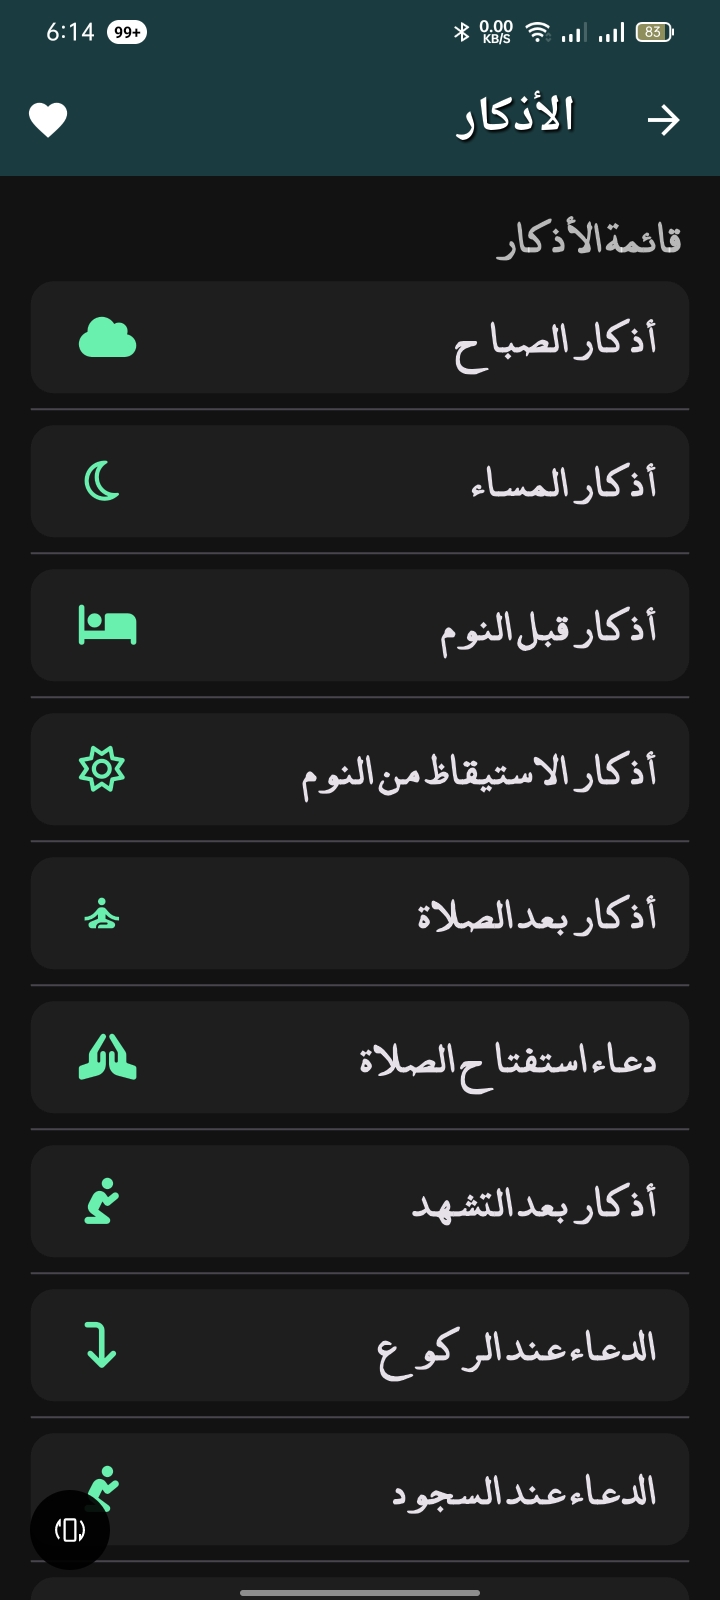 6:14
99+
0.00
KB/S
83
الأذكار
قائمة الأذكار
أذكار الصباح
أذكار المساء
أذكار قبل النوم
أذكار الاستيقاظ من النوم
أذكار بعد الصلاة
دعاء استفتاح الصلاة
أذكار بعد التشهد
الدعاء عند الركوع
الدعاء عند السجود